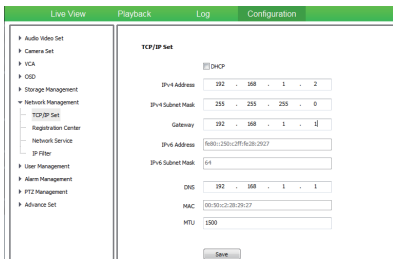 Live View Playback Log Configuration
Audio Video Set
Camera Set
VCA
OSD
Storage Management
Network Management
TCP/IP Set
Registration Center
Network Service
IP Filter
User Management
Alarm Management
PTZ Management
Advance Set
TCP/IP Set
DHCP
IPv4 Address 192 . 168 . 1 . 2
IPv4 Subnet Mask 255 . 255 . 255 . 0
Gateway 192 . 168 . 1 . 1
IPv6 Address fe80::250:c2ff:fe28:2927
IPv6 Subnet Mask 64
DNS 192 . 168 . 1 . 1
MAC 00:50:c2:28:29:27
MTU 1500
Save